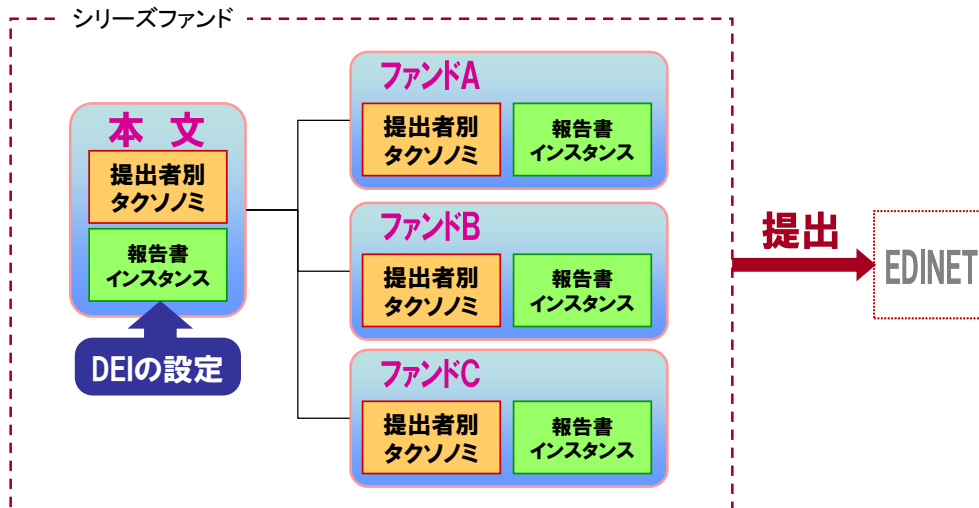 シリーズファンド
本 文
提出者別
タクソノミ
報告書
インスタンス
DEIの設定
ファンドA
提出者別
タクソノミ
報告書
インスタンス
ファンドB
提出者別
タクソノミ
報告書
インスタンス
ファンドC
提出者別
タクソノミ
報告書
インスタンス
提出
EDINET